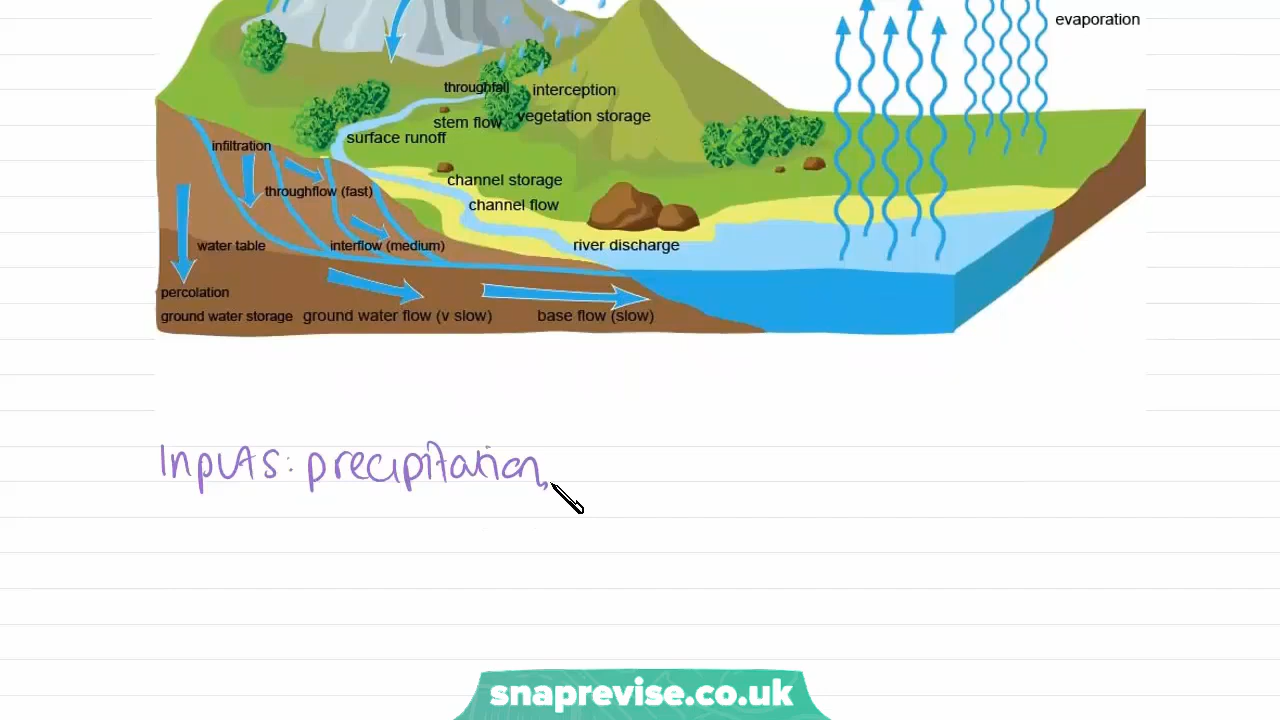 evaporation
throughfall
interception
stem flow
vegetation storage
surface runoff
infiltration
channel storage
throughflow (fast)
channel flow
water table
interflow (medium)
river discharge
percolation
ground water storage
ground water flow (v slow)
base flow (slow)
Inputs: precipitation,
snaprevise.co.uk